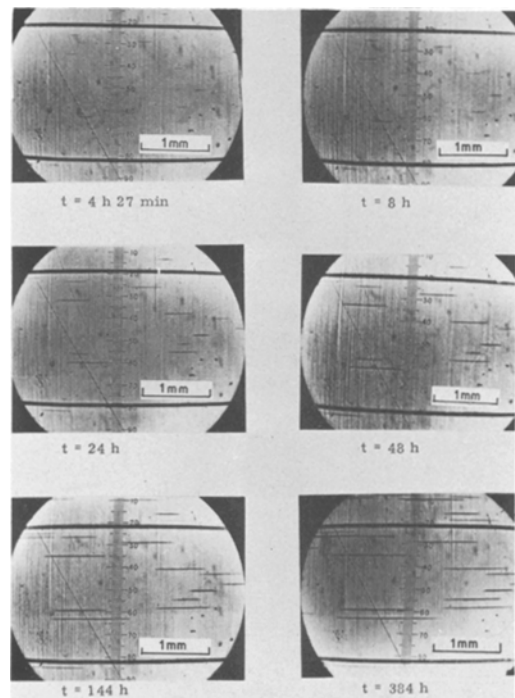 1mm
1mm
t = 4 h 27 min
t = 8 h
1mm
1mm
t = 24 h
t = 48 h
1mm
1mm
t = 144 h
t = 384 h